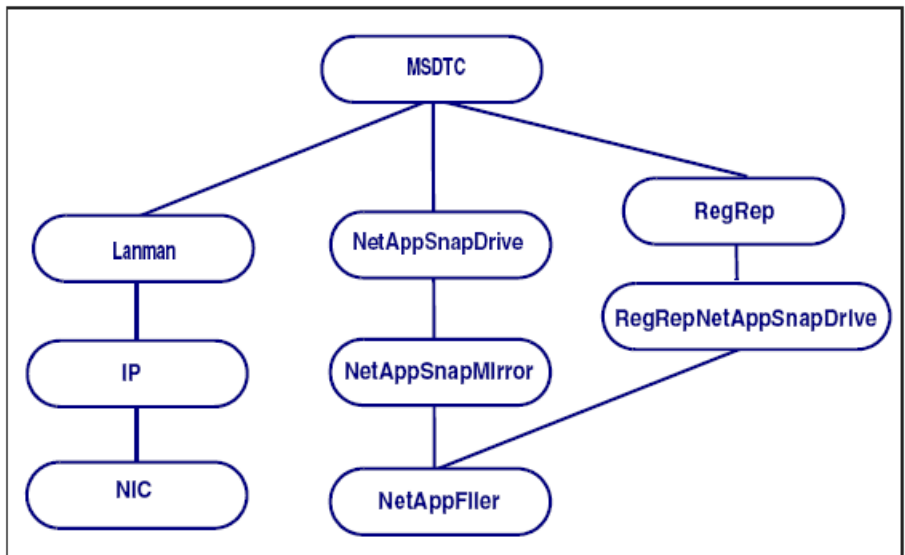 MSDTC
RegRep
Lanman
NetAppSnapDrive
RegRepNetAppSnapDrive
IP
NetAppSnapMirror
NIC
NetAppFiler